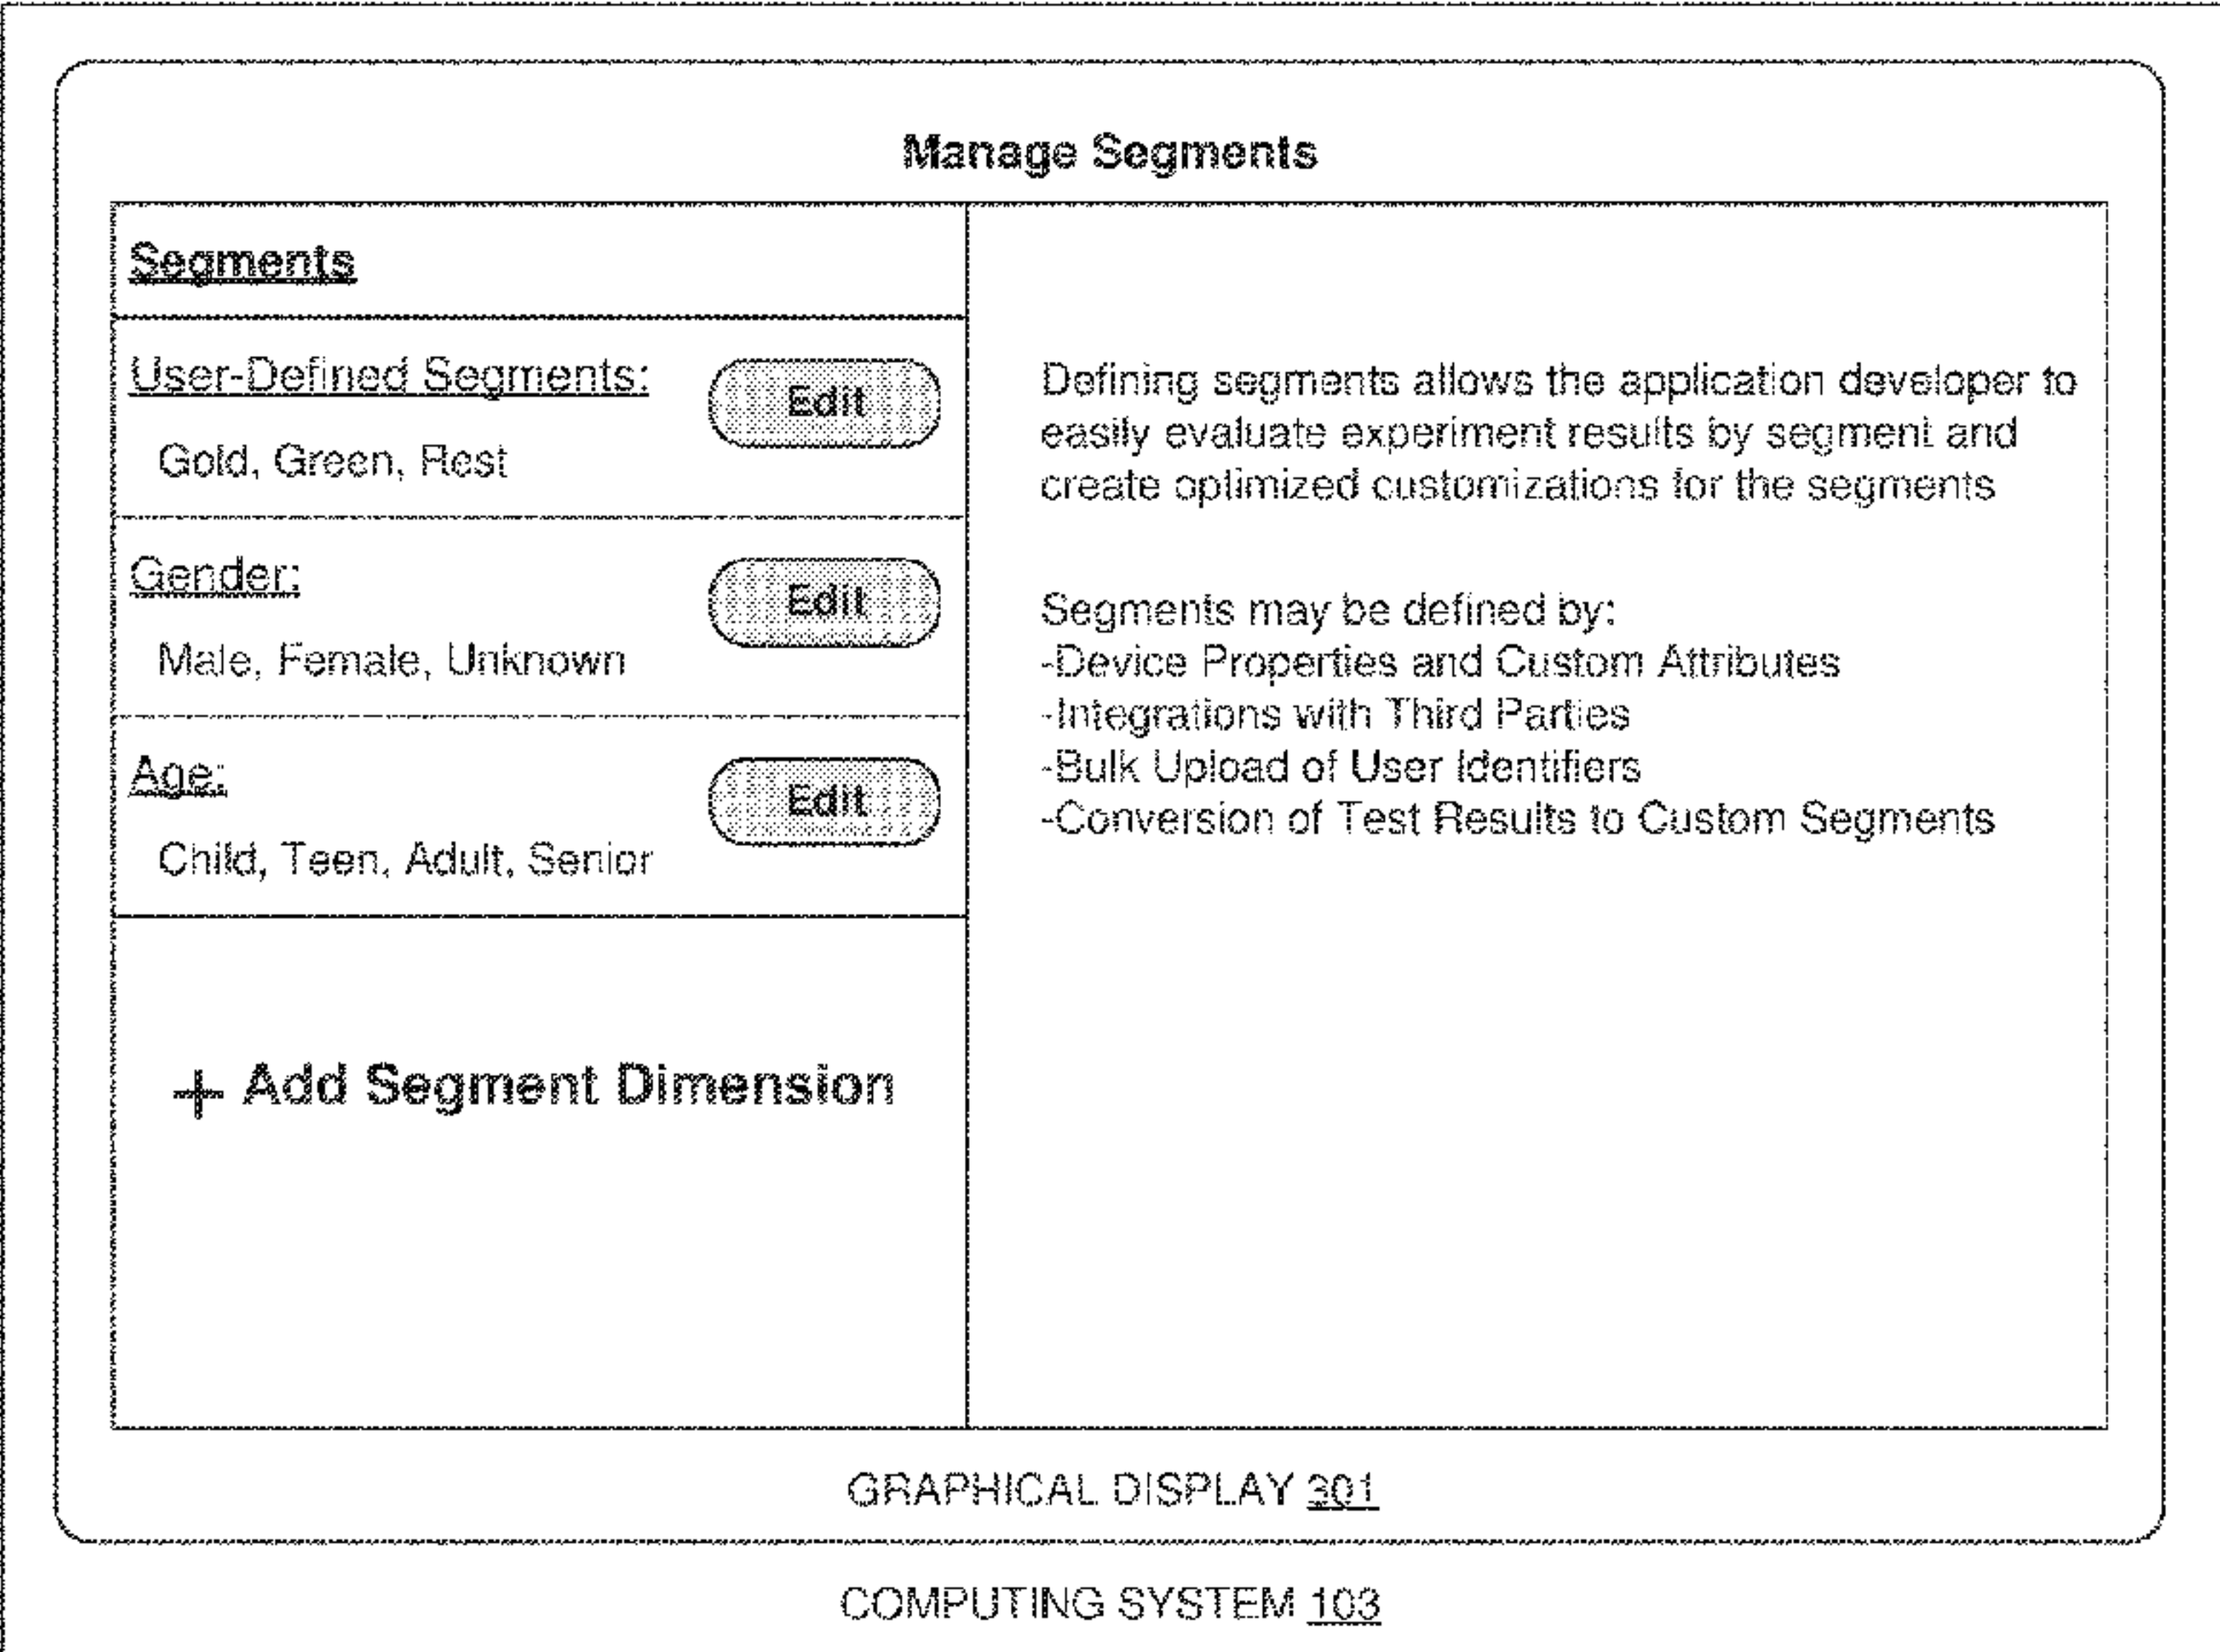 Manage Segments
Segments
User-Defined Segments:
Edit
Gold, Green, Rest
Gender:
Edit
Male, Female, Unknown
Age:
Edit
Child, Teen, Adult, Senior
+ Add Segment Dimension
Defining segments allows the application developer to
easily evaluate experiment results by segment and
create optimized customizations for the segments
Segments may be defined by:
-Device Properties and Custom Attributes
-Integrations with Third Parties
-Bulk Upload of User Identifiers
-Conversion of Test Results to Custom Segments
GRAPHICAL DISPLAY 301
COMPUTING SYSTEM 103